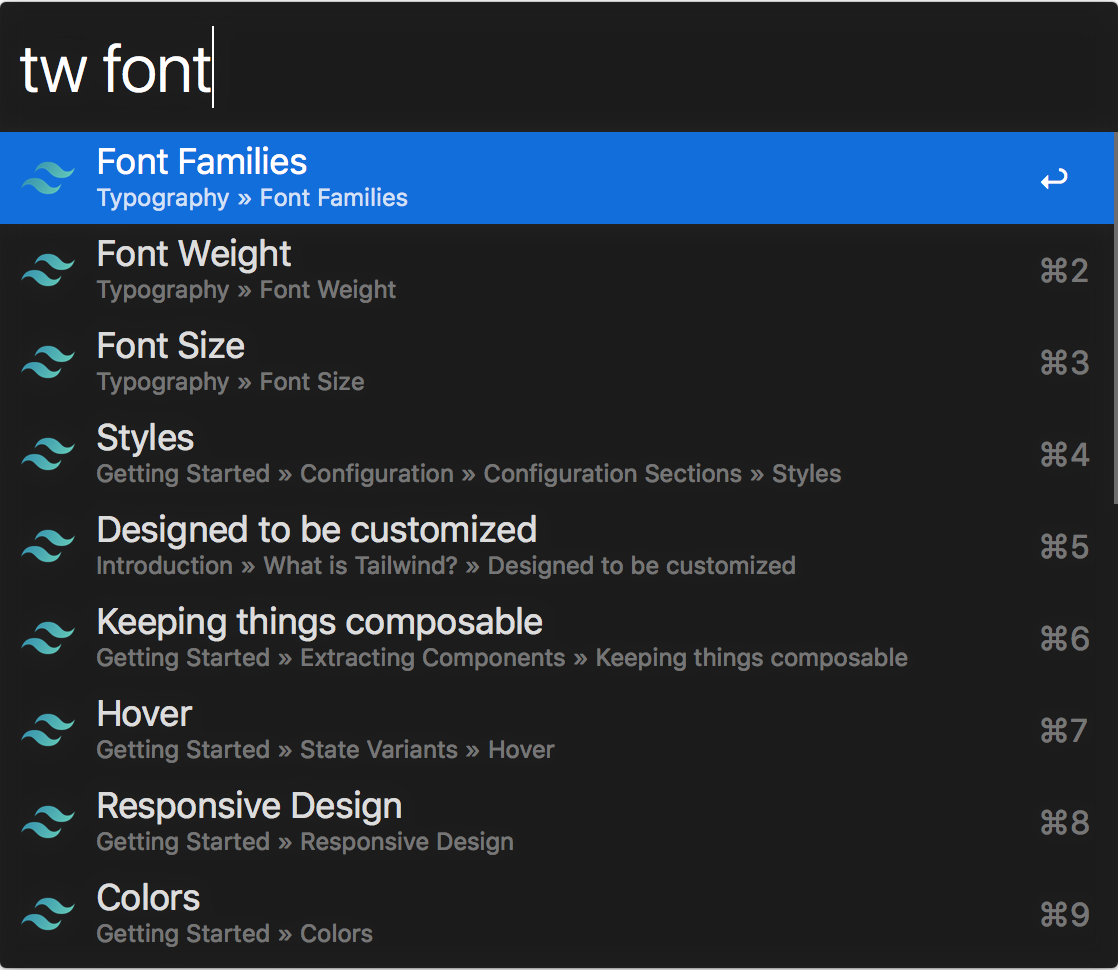 tw font
Font Families
Typography » Font Families
Font Weight
Typography » Font Weight
⌘2
Font Size
Typography » Font Size
⌘3
Styles
Getting Started » Configuration » Configuration Sections » Styles
⌘4
Designed to be customized
Introduction » What is Tailwind? » Designed to be customized
⌘5
Keeping things composable
Getting Started » Extracting Components » Keeping things composable
⌘6
Hover
Getting Started » State Variants » Hover
⌘7
Responsive Design
Getting Started » Responsive Design
⌘8
Colors
Getting Started » Colors
⌘9